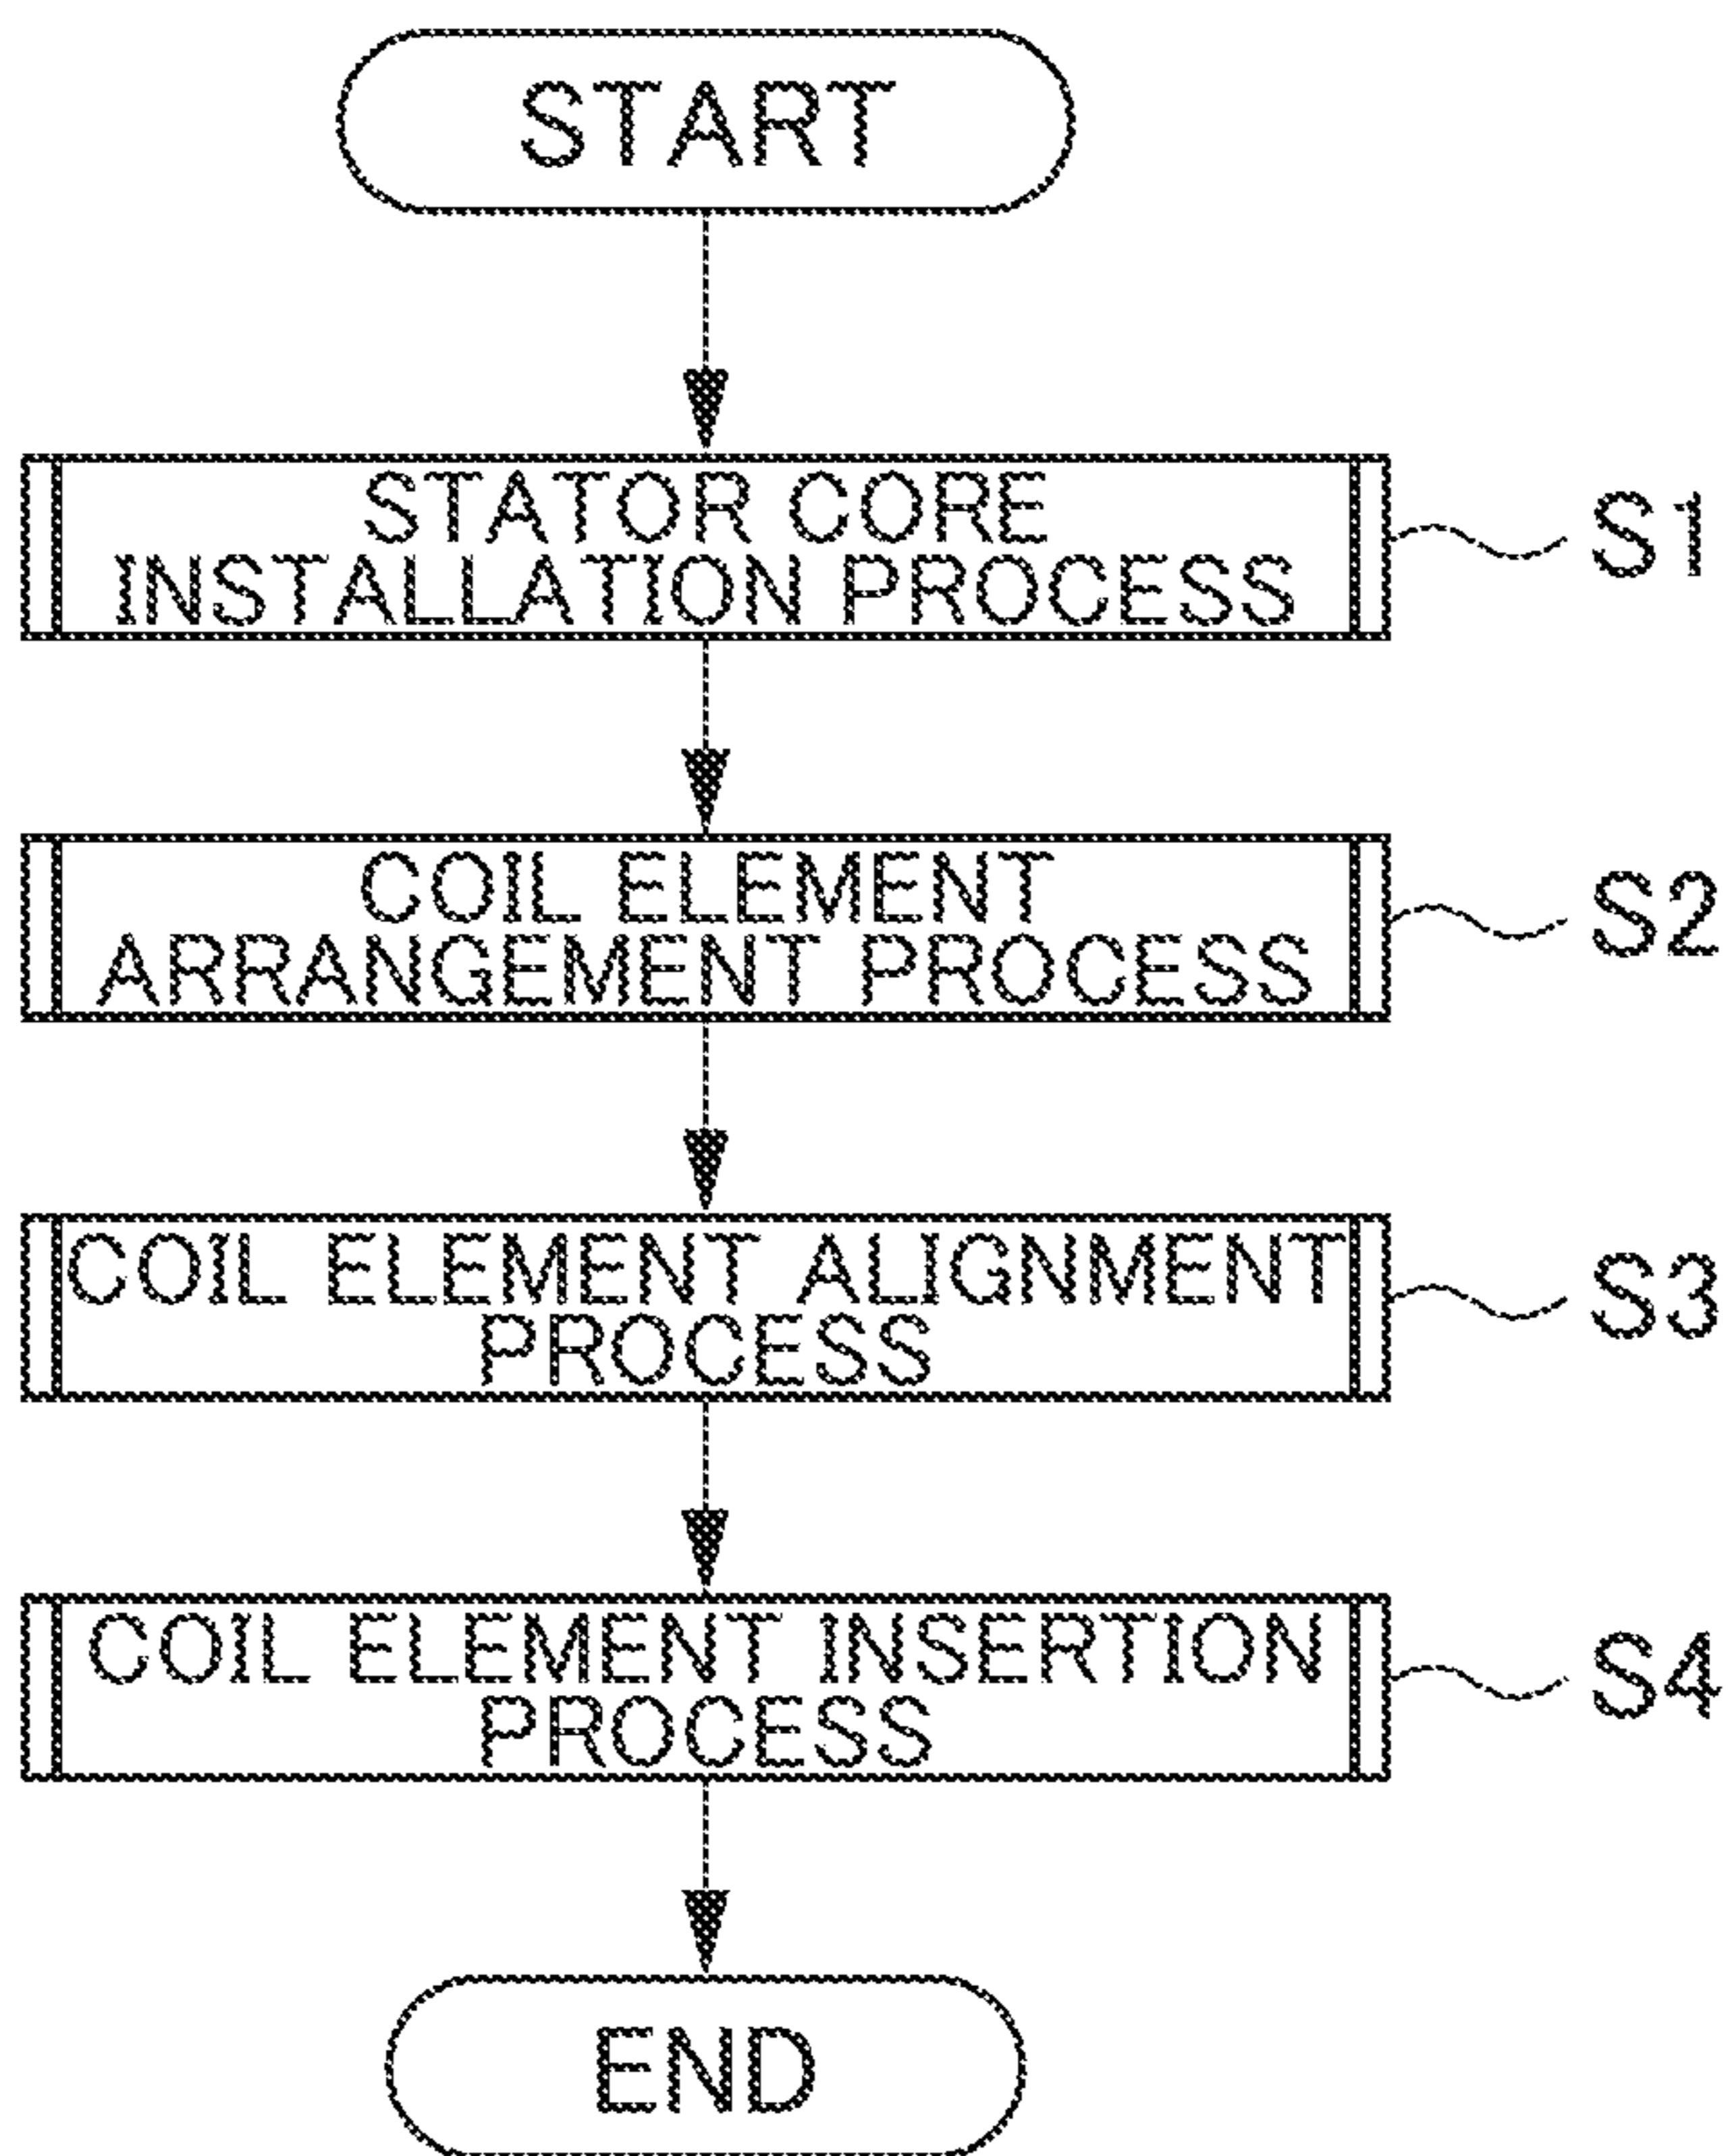 START
STATOR CORE
INSTALLATION PROCESS
S1
COIL ELEMENT
ARRANGEMENT PROCESS
S2
COIL ELEMENT ALIGNMENT
PROCESS
S3
COIL ELEMENT INSERTION
PROCESS
S4
END